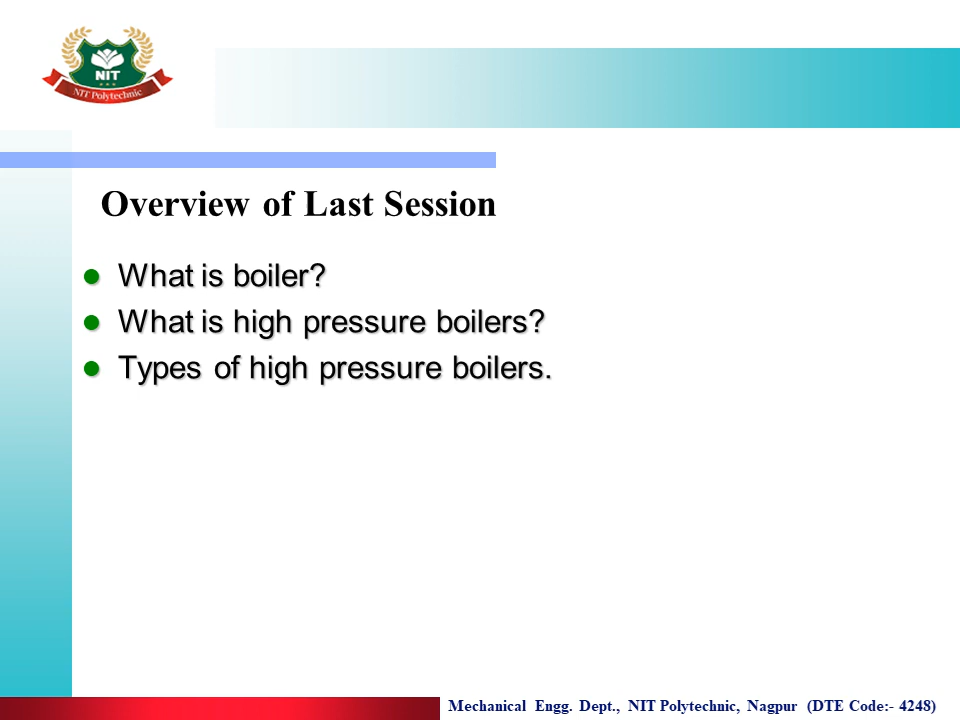 NIT
NIT Polytechnic
Overview of Last Session
What is boiler?
What is high pressure boilers?
Types of high pressure boilers.
Mechanical Engg. Dept., NIT Polytechnic, Nagpur (DTE Code:- 4248)